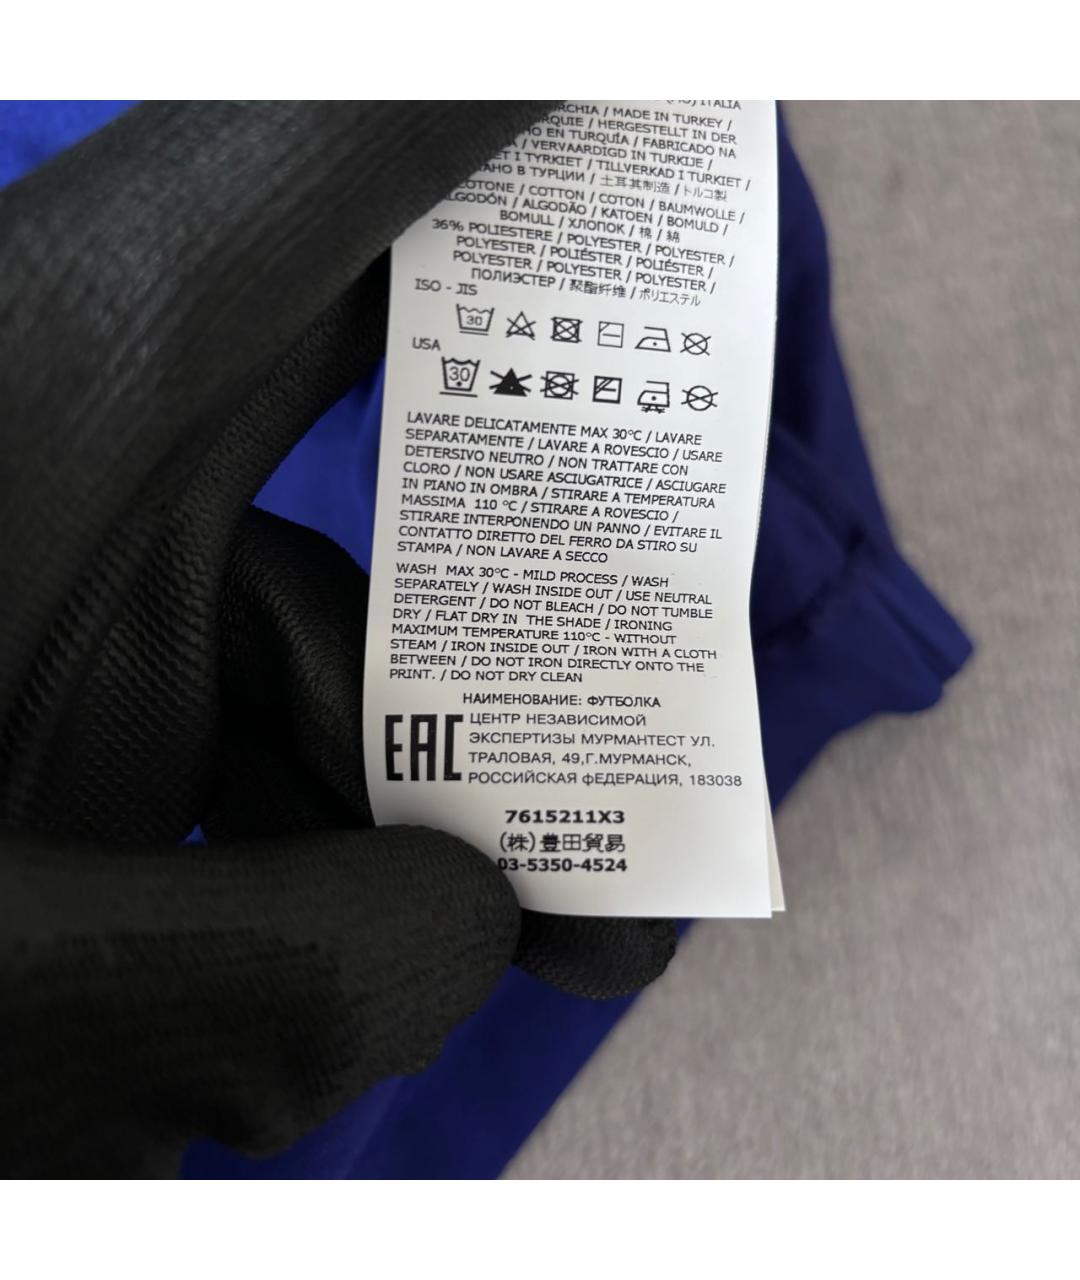 (MO) ITALIA
/ MADE IN TURKEY /
/ HERGESTELLT IN DER
EN TURQUÍA / FABRICADO NA
/ VERVAARDIGD IN TURKIJE /
I TYRKIET / TILLVERKAD I TURKIET /
В ТУРЦИИ / 土耳其制造 / トルコ製
COTONE / COTTON / COTON / BAUMWOLLE /
ALGODÓN / ALGODÃO / KATOEN / BOMULD /
BOMULL / ХЛОПОК / 棉 / 綿
36% POLIESTERE / POLYESTER / POLYESTER /
POLYESTER / POLIÉSTER / POLIÉSTER /
POLYESTER / POLYESTER / POLYESTER /
ПОЛИЭСТЕР / 聚酯纤维 / ポリエステル
ISO - JIS
30
USA
30
LAVARE DELICATAMENTE MAX 30°C / LAVARE
SEPARATAMENTE / LAVARE A ROVESCIO / USARE
DETERSIVO NEUTRO / NON TRATTARE CON
CLORO / NON USARE ASCIUGATRICE / ASCIUGARE
IN PIANO IN OMBRA / STIRARE A TEMPERATURA
MASSIMA 110 °C / STIRARE A ROVESCIO /
STIRARE INTERPONENDO UN PANNO / EVITARE IL
CONTATTO DIRETTO DEL FERRO DA STIRO SU
STAMPA / NON LAVARE A SECCO
WASH MAX 30°C - MILD PROCESS / WASH
SEPARATELY / WASH INSIDE OUT / USE NEUTRAL
DETERGENT / DO NOT BLEACH / DO NOT TUMBLE
DRY / FLAT DRY IN THE SHADE / IRONING
MAXIMUM TEMPERATURE 110°C - WITHOUT
STEAM / IRON INSIDE OUT / IRON WITH A CLOTH
BETWEEN / DO NOT IRON DIRECTLY ONTO THE
PRINT. / DO NOT DRY CLEAN
НАИМЕНОВАНИЕ: ФУТБОЛКА
EAC ЦЕНТР НЕЗАВИСИМОЙ
ЭКСПЕРТИЗЫ МУРМАНТЕСТ УЛ.
ТРАЛОВАЯ, 49,Г.МУРМАНСК,
РОССИЙСКАЯ ФЕДЕРАЦИЯ, 183038
7615211X3
(株)豊田貿易
03-5350-4524